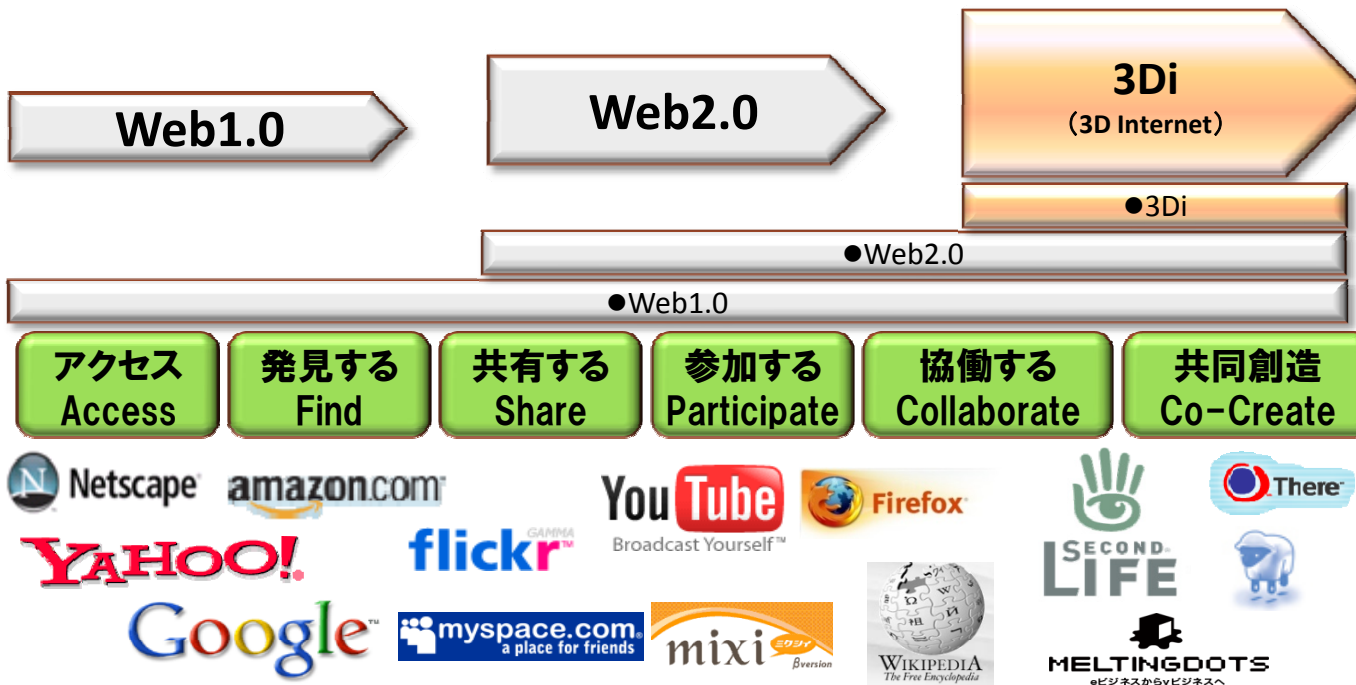 Web1.0
Web2.0
3Di
（3D Internet）
●3Di
●Web2.0
●Web1.0
アクセス
Access
発見する
Find
共有する
Share
参加する
Participate
協働する
Collaborate
共同創造
Co-Create
N Netscape
amazon.com
YAHOO!
Google™
flickr™
GAMMA
myspace.com®
a place for friends
YouTube
Broadcast Yourself™
Firefox
mixi ミクシィ
βversion
WIKIPEDIA
The Free Encyclopedia
SECOND
LIFE
There
MELTINGDOTS
eビジネスからvビジネスへ